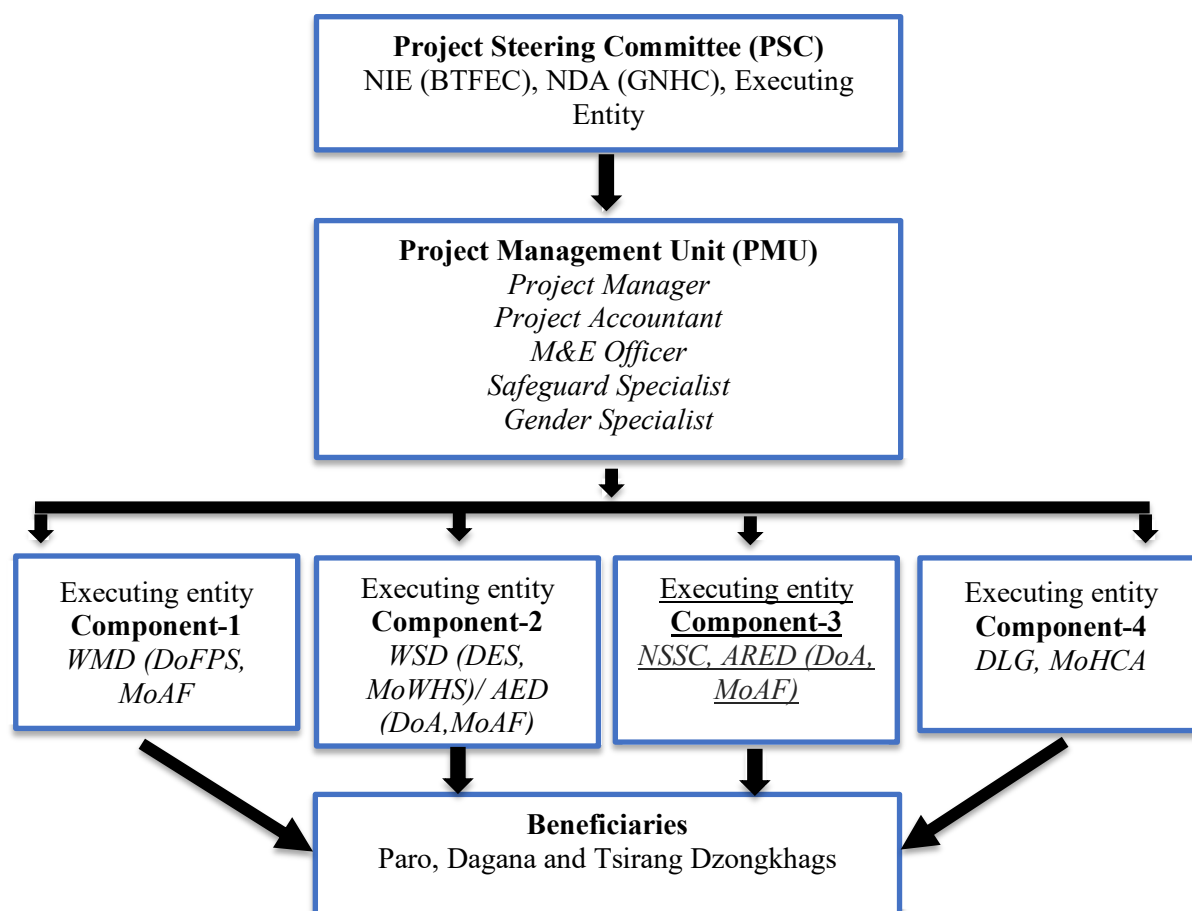 Project Steering Committee (PSC)
NIE (BTFEC), NDA (GNHC), Executing
Entity
Project Management Unit (PMU)
Project Manager
Project Accountant
M&E Officer
Safeguard Specialist
Gender Specialist
Executing entity
Component-1
WMD (DoFPS,
MoAF
Executing entity
Component-2
WSD (DES,
MoWHS)/ AED
(DoA,MoAF)
Executing entity
Component-3
NSSC, ARED (DoA,
MoAF)
Executing entity
Component-4
DLG, MoHCA
Beneficiaries
Paro, Dagana and Tsirang Dzongkhags